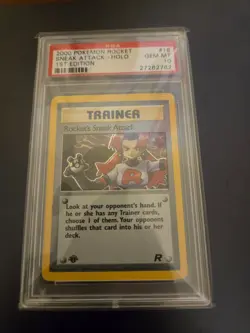 2000 POKEMON ROCKET #16
SNEAK ATTACK - HOLO GEM MT
1ST EDITION 10
TRAINER
Rocket's Sneak Attack
Look at your opponent's hand. If
he or she has any Trainer cards,
choose 1 of them. Your opponent
shuffles that card into his or her
deck.
R